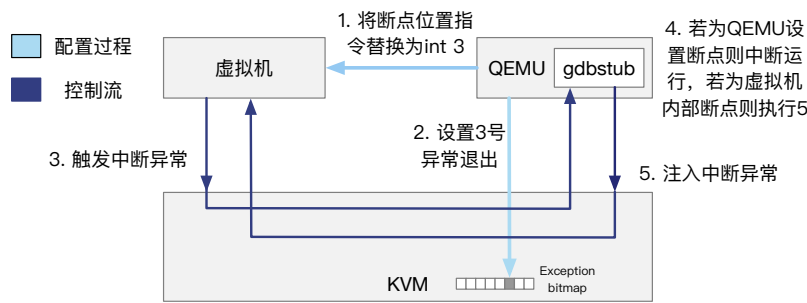 配置过程
控制流
1. 将断点位置指
令替换为int 3
虚拟机
QEMU
gdbstub
4. 若为QEMU设
置断点则中断运
行，若为虚拟机
内部断点则执行5
2. 设置3号
异常退出
3. 触发中断异常
5. 注入中断异常
KVM
Exception
bitmap